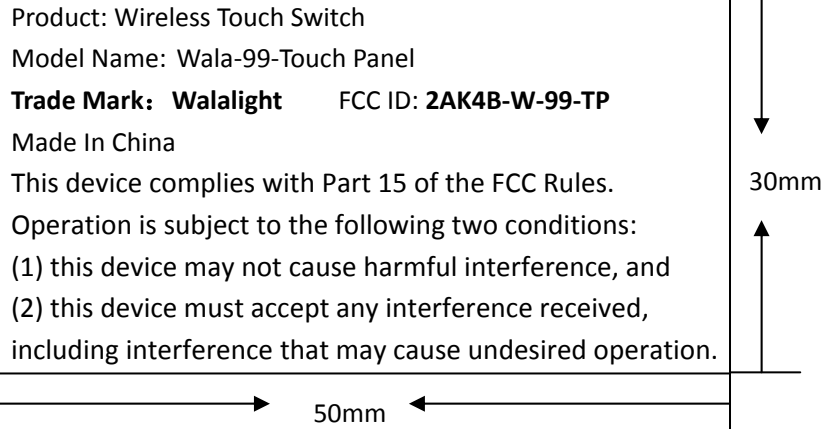 Product: Wireless Touch Switch
Model Name: Wala-99-Touch Panel
Trade Mark：Walalight FCC ID: 2AK4B-W-99-TP
Made In China
This device complies with Part 15 of the FCC Rules.
30mm
Operation is subject to the following two conditions:
(1) this device may not cause harmful interference, and
(2) this device must accept any interference received,
including interference that may cause undesired operation.
50mm